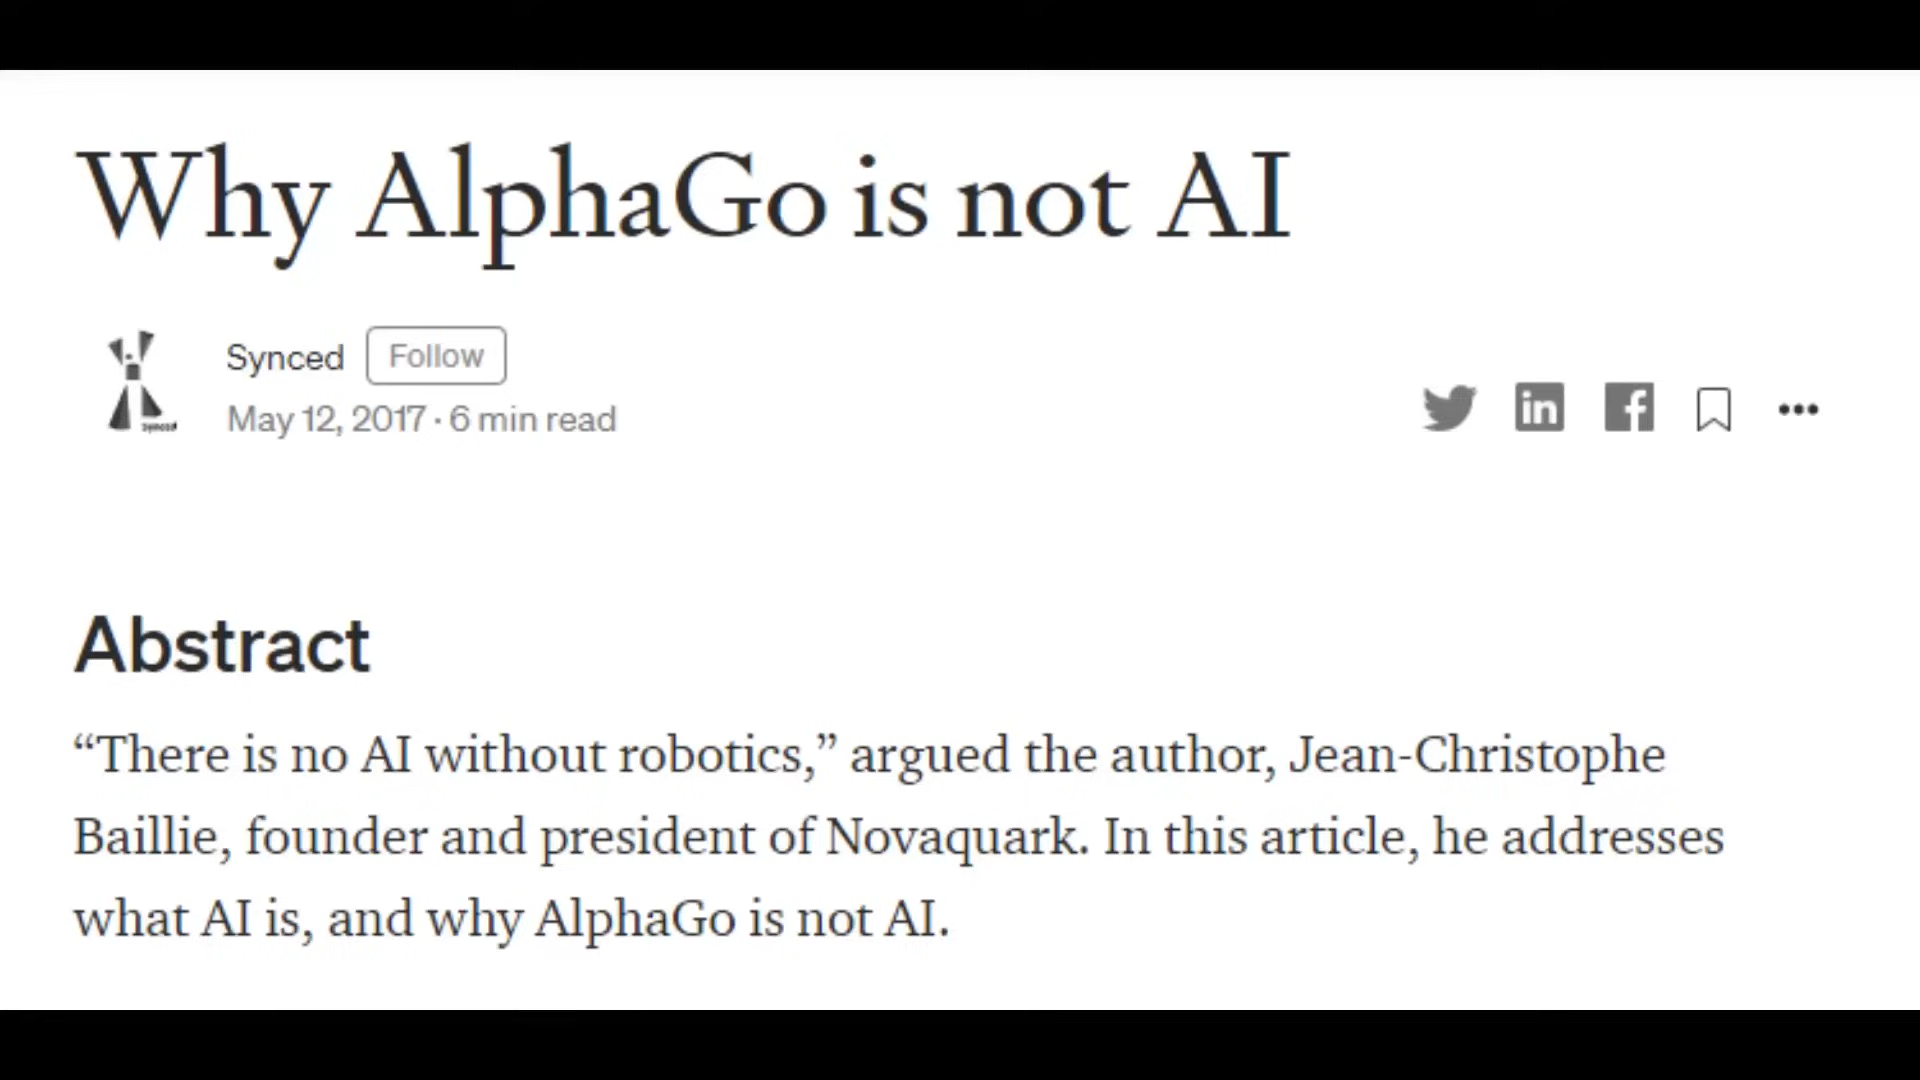 Why AlphaGo is not AI
Synced Follow
May 12, 2017 · 6 min read
Synced
Abstract
“There is no AI without robotics,” argued the author, Jean-Christophe
Baillie, founder and president of Novaquark. In this article, he addresses
what AI is, and why AlphaGo is not AI.